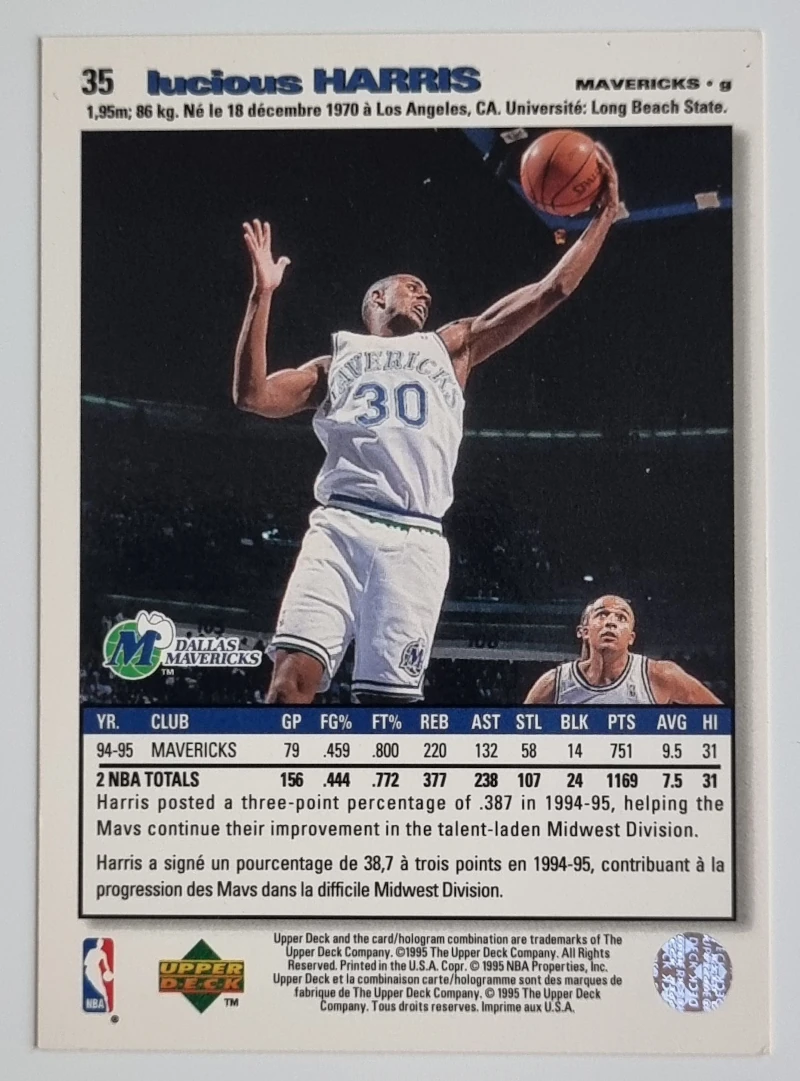 35 lucious HARRIS MAVERICKS • g
1,95m; 86 kg. Né le 18 décembre 1970 à Los Angeles, CA. Université: Long Beach State.
MAVERICKS
30
M DALLAS
MAVERICKS
TM
YR. CLUB GP FG% FT% REB AST STL BLK PTS AVG HI
94-95 MAVERICKS 79 .459 .800 220 132 58 14 751 9.5 31
2 NBA TOTALS 156 .444 .772 377 238 107 24 1169 7.5 31
Harris posted a three-point percentage of .387 in 1994-95, helping the
Mavs continue their improvement in the talent-laden Midwest Division.
Harris a signé un pourcentage de 38,7 à trois points en 1994-95, contribuant à la
progression des Mavs dans la difficile Midwest Division.
NBA ®
UPPER
DECK
TM
Upper Deck and the card/hologram combination are trademarks of The
Upper Deck Company. ©1995 The Upper Deck Company. All Rights
Reserved. Printed in the U.S.A. Copr. © 1995 NBA Properties, Inc.
Upper Deck et la combinaison carte/hologramme sont des marques de
fabrique de The Upper Deck Company. © 1995 The Upper Deck
Company. Tous droits reserves. Imprime aux U.S.A.